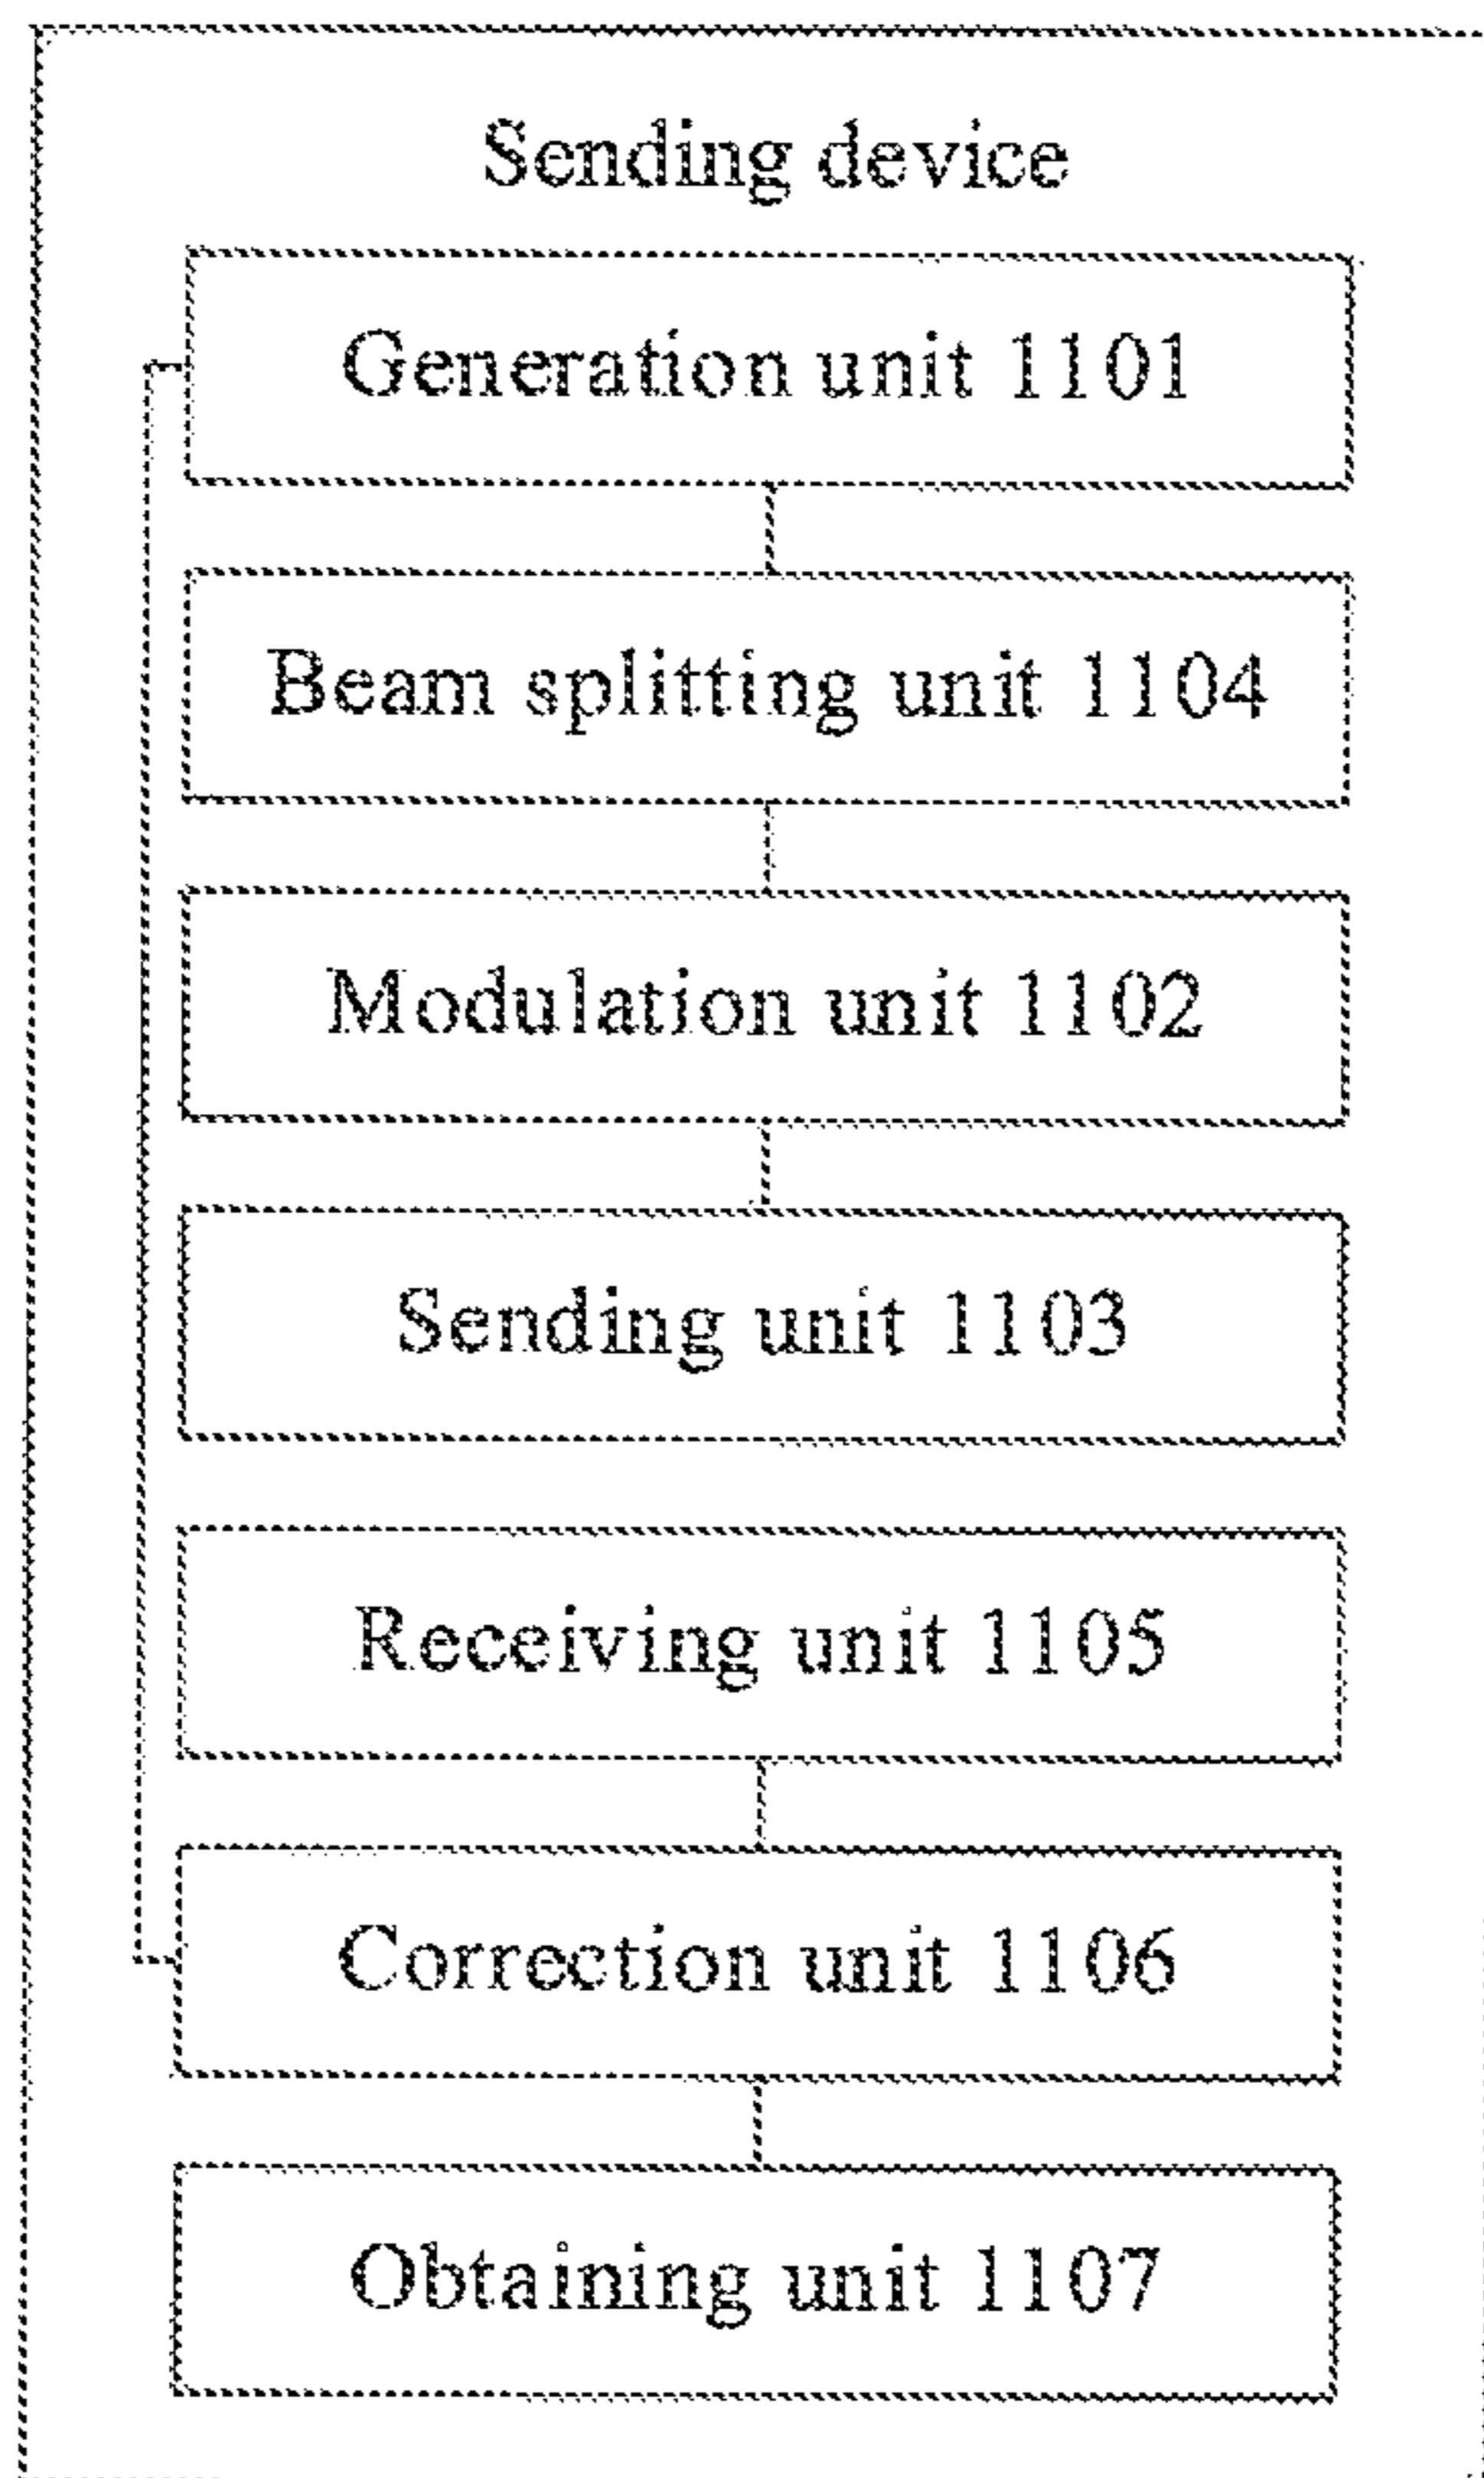 Sending device
Generation unit 1101
Beam splitting unit 1104
Modulation unit 1102
Sending unit 1103
Receiving unit 1105
Correction unit 1106
Obtaining unit 1107